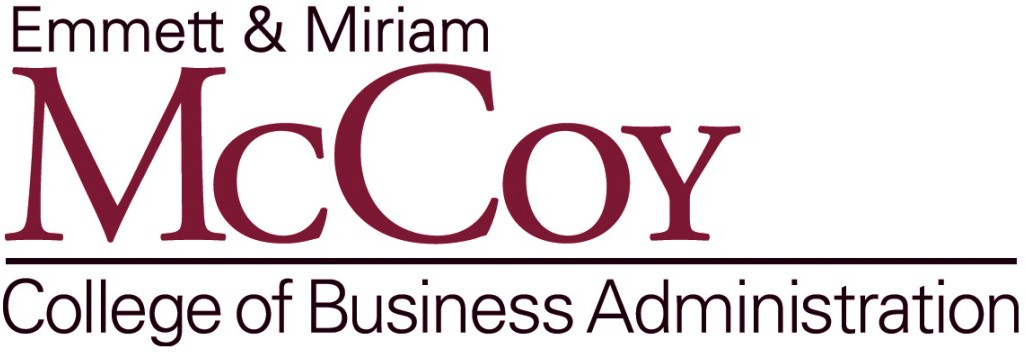 Emmett & Miriam
McCoy
College of Business Administration